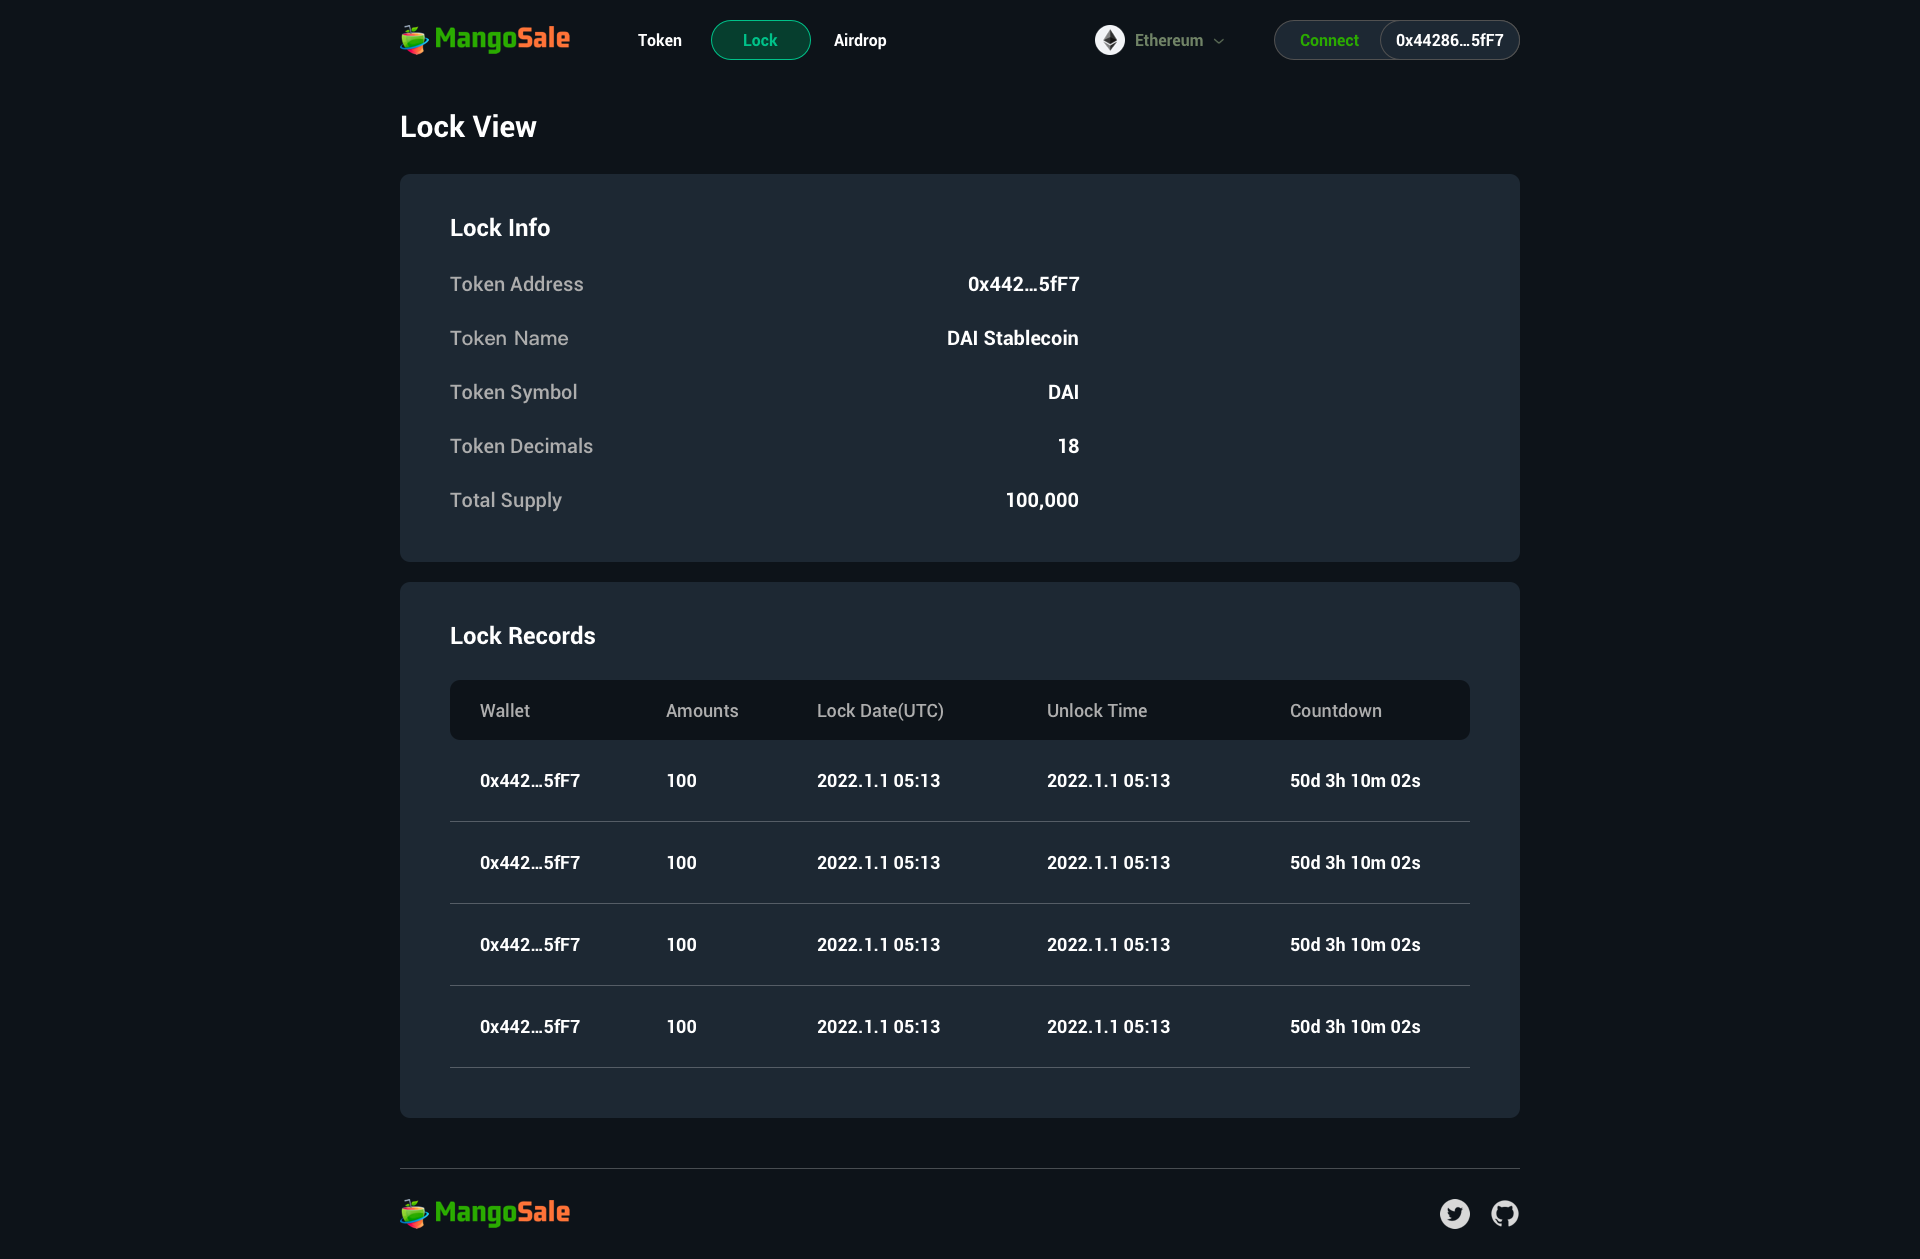 MangoSale Token Lock Airdrop Ethereum Connect 0x44286...5fF7
Lock View
Lock Info
Token Address 0x442...5fF7
Token Name DAI Stablecoin
Token Symbol DAI
Token Decimals 18
Total Supply 100,000
Lock Records
Wallet Amounts Lock Date(UTC) Unlock Time Countdown
0x442...5fF7 100 2022.1.1 05:13 2022.1.1 05:13 50d 3h 10m 02s
0x442...5fF7 100 2022.1.1 05:13 2022.1.1 05:13 50d 3h 10m 02s
0x442...5fF7 100 2022.1.1 05:13 2022.1.1 05:13 50d 3h 10m 02s
0x442...5fF7 100 2022.1.1 05:13 2022.1.1 05:13 50d 3h 10m 02s
MangoSale